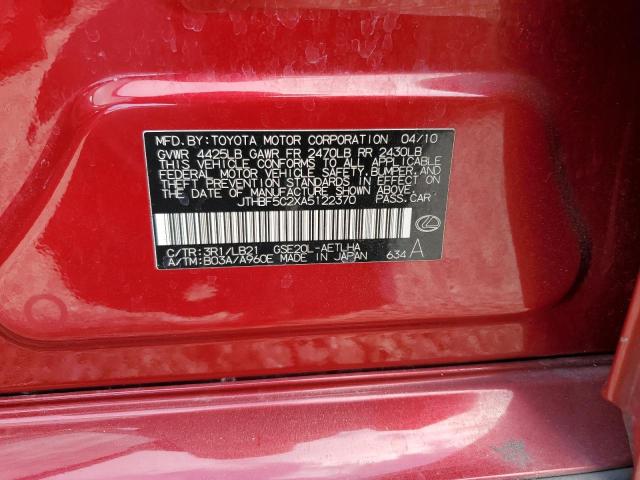 MFD.BY:TOYOTA MOTOR CORPORATION 04/10
GVWR 4425LB GAWR FR 2470LB RR 2430LB
THIS VEHICLE CONFORMS TO ALL APPLICABLE
FEDERAL MOTOR VEHICLE SAFETY,BUMPER,AND
THEFT PREVENTION STANDARDS IN EFFECT ON
THE DATE OF MANUFACTURE SHOWN ABOVE.
JTHBF5C2XA5122370 PASS.CAR
C/TR:3R1/LB21 GSE20L-AETLHA
A/TM:B03A/A960E MADE IN JAPAN 634 A